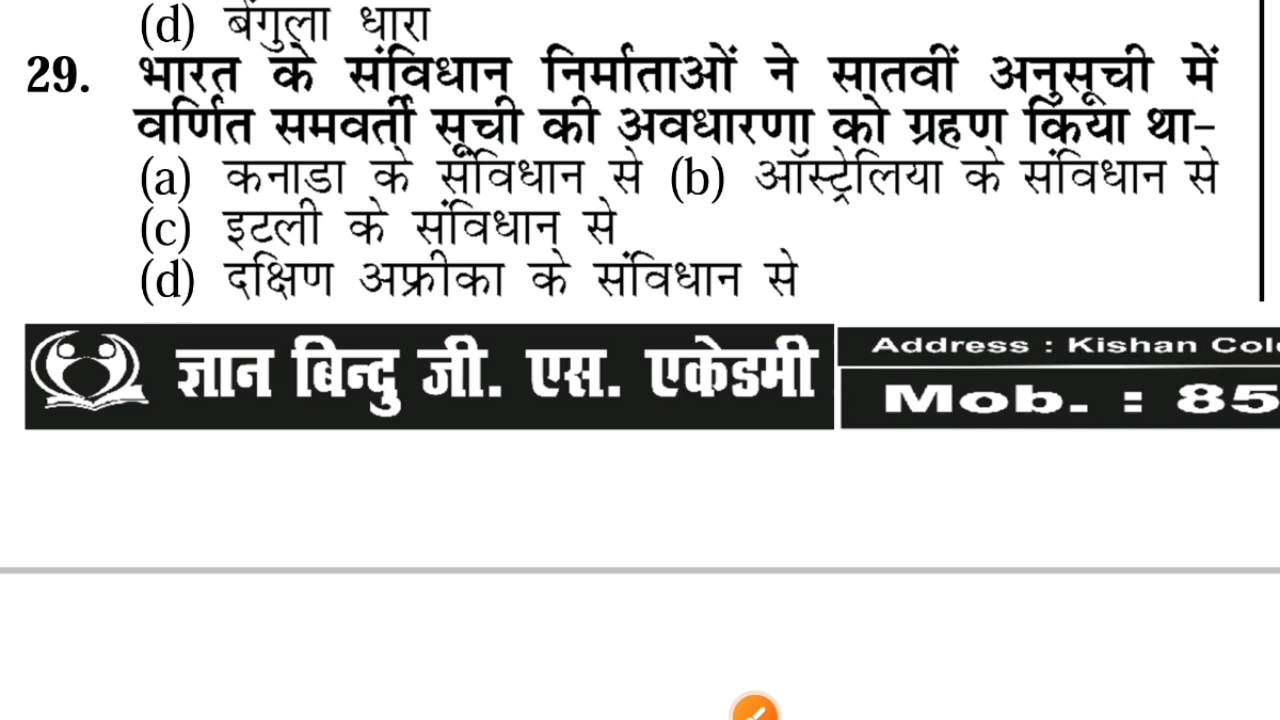 (d) बेंगुला धारा
29. भारत के संविधान निर्माताओं ने सातवीं अनुसूची में
वर्णित समवर्ती सूची की अवधारणा को ग्रहण किया था–
(a) कनाडा के संविधान से (b) ऑस्ट्रेलिया के संविधान से
(c) इटली के संविधान से
(d) दक्षिण अफ्रीका के संविधान से
ज्ञान बिन्दु जी. एस. एकेडमी
Address : Kishan Col
Mob. : 85